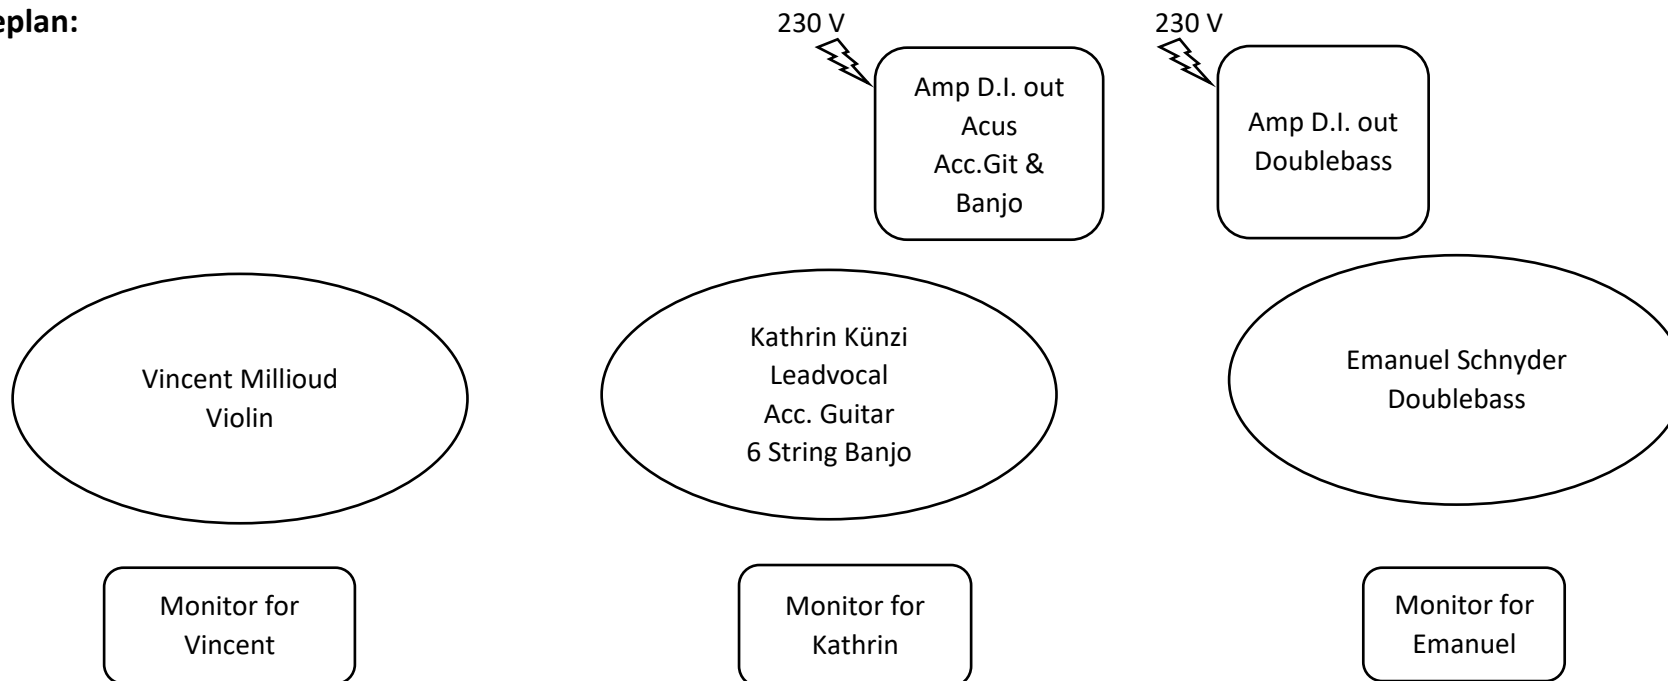 eplan:
230 V
230 V
Amp D.I. out
Acus
Acc.Git &
Banjo
Amp D.I. out
Doublebass
Vincent Millioud
Violin
Kathrin Künzi
Leadvocal
Acc. Guitar
6 String Banjo
Emanuel Schnyder
Doublebass
Monitor for
Vincent
Monitor for
Kathrin
Monitor for
Emanuel